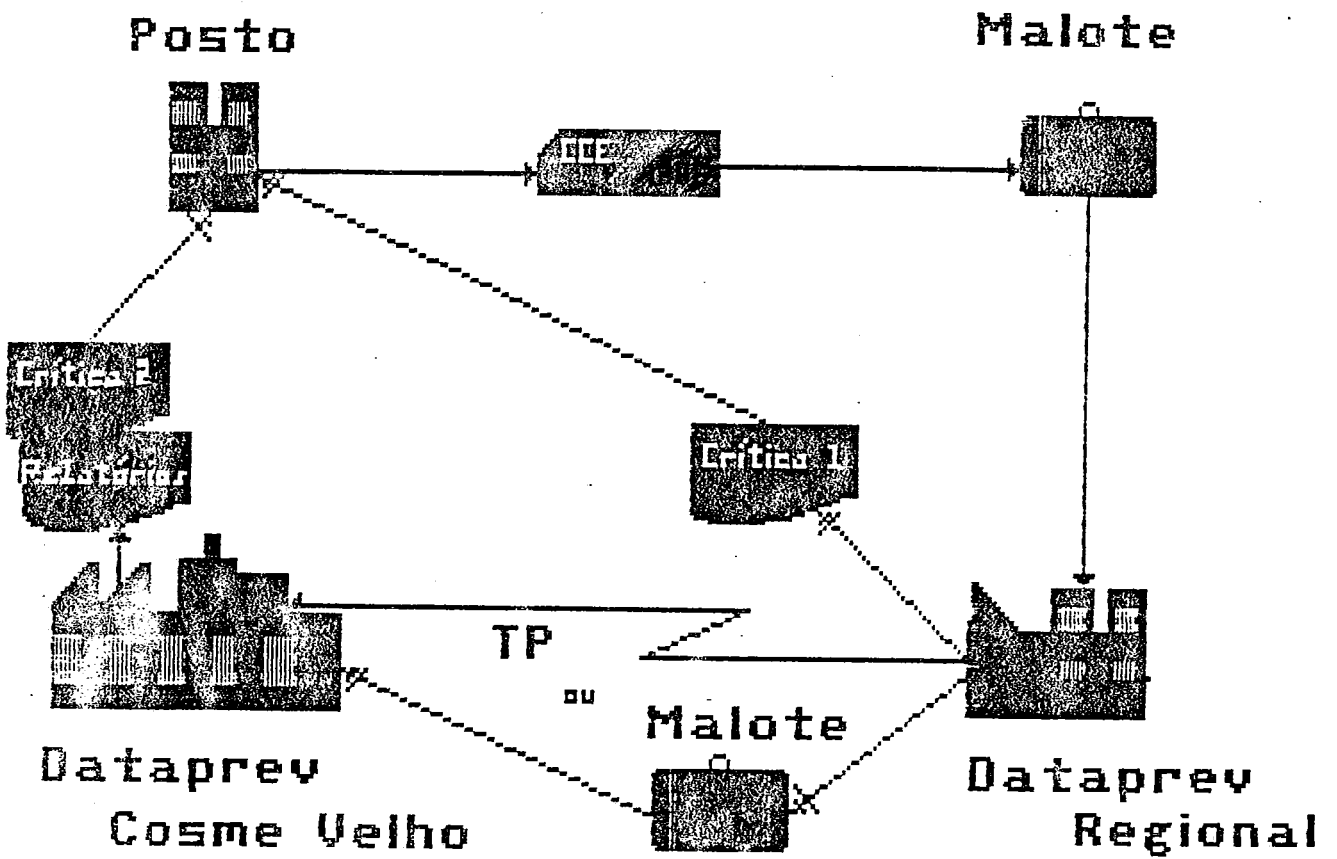 Posto
Malote
Crítica 2
Relatórios
Crítica 1
TP
ou
Malote
Dataprev
Cosme Velho
Dataprev
Regional